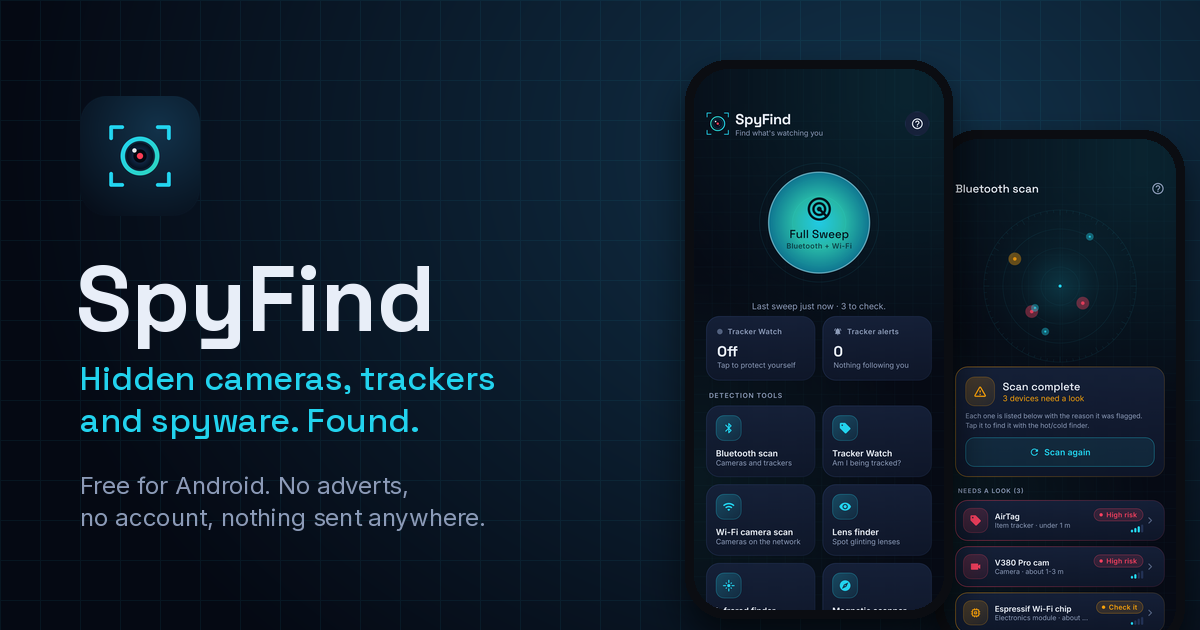 SpyFind
Hidden cameras, trackers
and spyware. Found.
Free for Android. No adverts,
no account, nothing sent anywhere.
SpyFind
Find what's watching you
Full Sweep
Bluetooth + Wi-Fi
Last sweep just now · 3 to check.
Tracker Watch
Off
Tap to protect yourself
Tracker alerts
0
Nothing following you
DETECTION TOOLS
Bluetooth scan
Cameras and trackers
Tracker Watch
Am I being tracked?
Wi-Fi camera scan
Cameras on the network
Lens finder
Spot glinting lenses
Bluetooth scan
Scan complete
3 devices need a look
Each one is listed below with the reason it was flagged.
Tap it to find it with the hot/cold finder.
Scan again
NEEDS A LOOK (3)
AirTag
Item tracker · under 1 m
High risk
V380 Pro cam
Camera · about 1-3 m
High risk
Espressif Wi-Fi chip
Electronics module · about ...
Check it